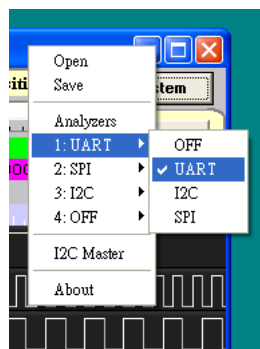 Open
Save
siti
stem
Analyzers
1: UART
2: SPI
3: I2C
4: OFF
I2C Master
About
OFF
UART
I2C
SPI